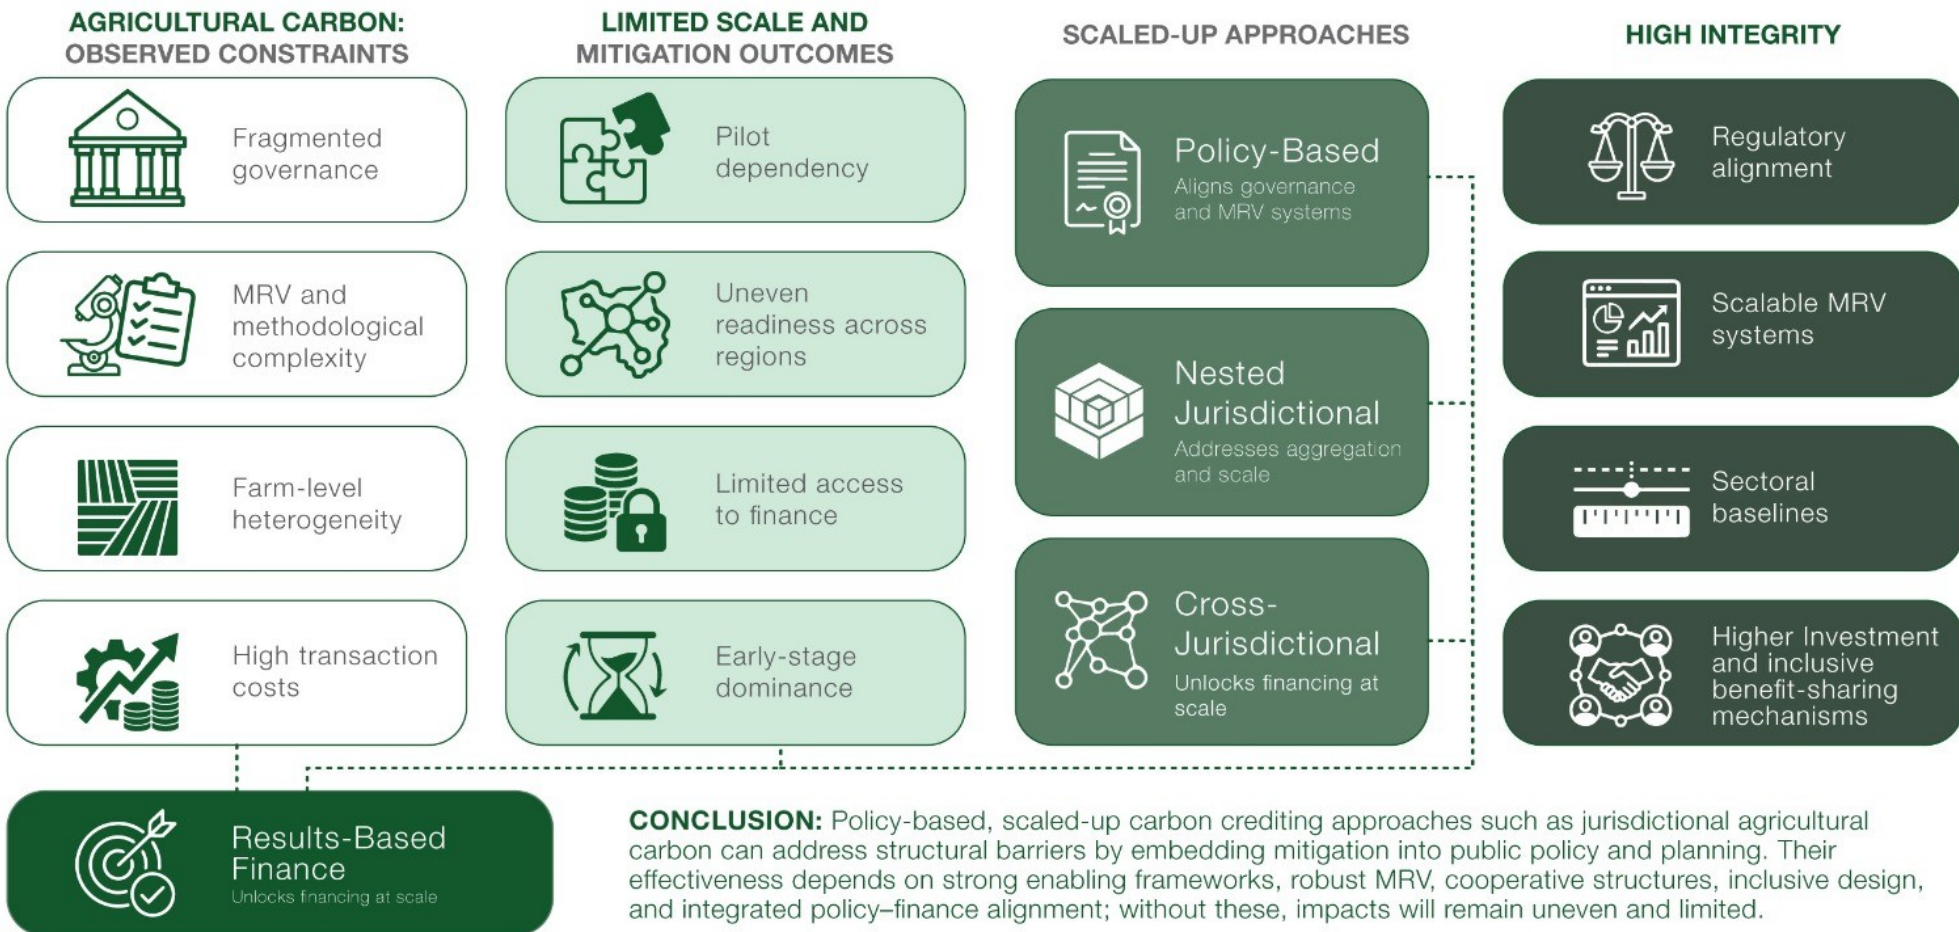 AGRICULTURAL CARBON:
OBSERVED CONSTRAINTS
Fragmented
governance
MRV and
methodological
complexity
Farm-level
heterogeneity
High transaction
costs
LIMITED SCALE AND
MITIGATION OUTCOMES
Pilot
dependency
Uneven
readiness across
regions
Limited access
to finance
Early-stage
dominance
SCALED-UP APPROACHES
Policy-Based
Aligns governance
and MRV systems
Nested
Jurisdictional
Addresses aggregation
and scale
Cross-
Jurisdictional
Unlocks financing at
scale
HIGH INTEGRITY
Regulatory
alignment
Scalable MRV
systems
Sectoral
baselines
Higher Investment
and inclusive
benefit-sharing
mechanisms
Results-Based
Finance
Unlocks financing at scale
CONCLUSION: Policy-based, scaled-up carbon crediting approaches such as jurisdictional agricultural
carbon can address structural barriers by embedding mitigation into public policy and planning. Their
effectiveness depends on strong enabling frameworks, robust MRV, cooperative structures, inclusive design,
and integrated policy–finance alignment; without these, impacts will remain uneven and limited.